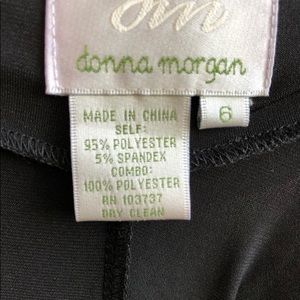 dm
donna morgan
6
MADE IN CHINA
SELF:
95% POLYESTER
5% SPANDEX
COMBO:
100% POLYESTER
RN 103737
DRY CLEAN